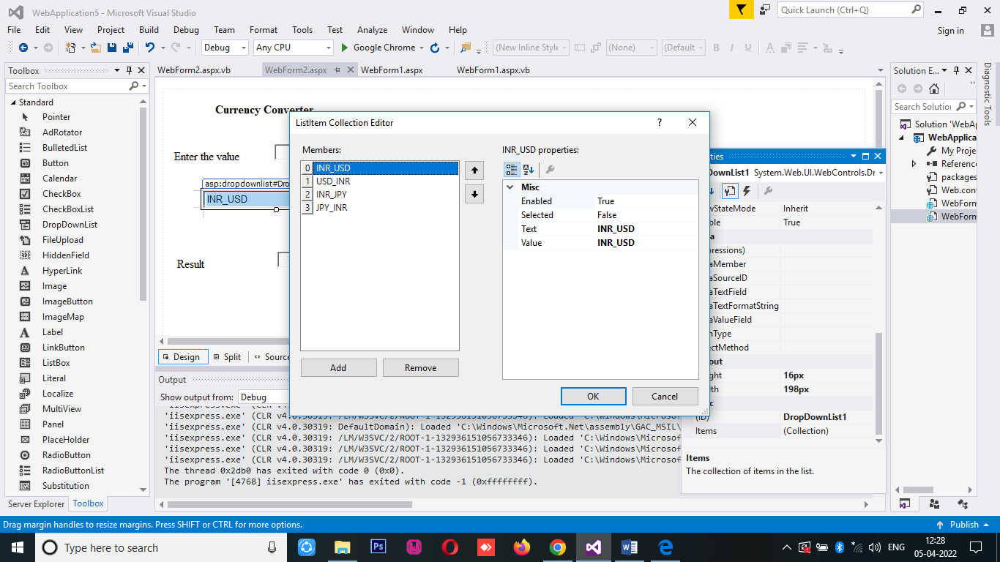 WebApplication5 - Microsoft Visual Studio
Quick Launch (Ctrl+Q)
File Edit View Project Build Debug Team Format Tools Test Analyze Window Help
Sign in
Debug Any CPU Google Chrome (New Inline Style) (None) (Default B I U A
Toolbox
WebForm2.aspx.vb WebForm2.aspx WebForm1.aspx WebForm1.aspx.vb
Solution E...
Diagnostic Tools
Search Toolbox
Search Solution
Standard
Pointer
AdRotator
BulletedList
Button
Calendar
CheckBox
CheckBoxList
DropDownList
FileUpload
HiddenField
HyperLink
Image
ImageButton
ImageMap
Label
LinkButton
ListBox
Literal
Localize
MultiView
Panel
PlaceHolder
RadioButton
RadioButtonList
Substitution
Server Explorer Toolbox
Currency Converter
Enter the value
asp:dropdownlist#Dro
INR_USD
Result
Design Split Source
ListItem Collection Editor
?
Members:
0 INR_USD
1 USD_INR
2 INR_JPY
3 JPY_INR
Add Remove
INR_USD properties:
Misc
Enabled True
Selected False
Text INR_USD
Value INR_USD
OK Cancel
Solution 'WebAp
WebApplica
My Proje
Referenc
packages
Web.con
WebForm
WebForm
ties
DownList1 System.Web.UI.WebControls.Dr
wStateMode Inherit
ble True
a
pressions)
aMember
aSourceID
aTextField
aTextFormatString
aValueField
mType
ectMethod
out
ght 16px
th 198px
c
(ID) DropDownList1
Items (Collection)
Items
The collection of items in the list.
Output
Show output from: Debug
'iisexpress.exe' (CLR v4.0.30319: /LM/W3SVC/2/ROOT-1-132936151056733346): Loaded 'C:\Windows\Microsof
'iisexpress.exe' (CLR v4.0.30319: DefaultDomain): Loaded 'C:\Windows\Microsoft.Net\assembly\GAC_MSIL\
'iisexpress.exe' (CLR v4.0.30319: /LM/W3SVC/2/ROOT-1-132936151056733346): Loaded 'C:\Windows\Microsof
'iisexpress.exe' (CLR v4.0.30319: /LM/W3SVC/2/ROOT-1-132936151056733346): Loaded 'C:\Windows\Microsof
'iisexpress.exe' (CLR v4.0.30319: /LM/W3SVC/2/ROOT-1-132936151056733346): Loaded 'C:\Windows\Microsof
The thread 0x2db0 has exited with code 0 (0x0).
The program '[4768] iisexpress.exe' has exited with code -1 (0xffffffff).
Drag margin handles to resize margins. Press SHIFT or CTRL for more options.
Publish
Type here to search
Ps
ENG
12:28
05-04-2022